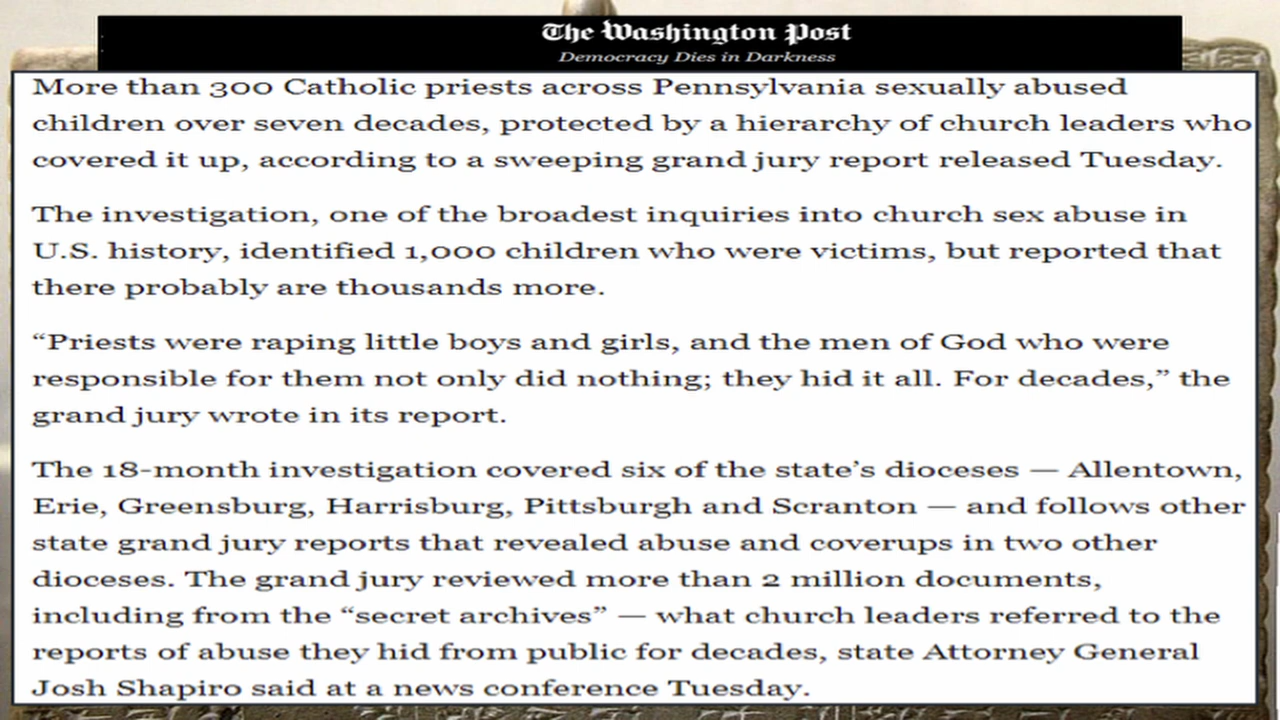 The Washington Post
Democracy Dies in Darkness
More than 300 Catholic priests across Pennsylvania sexually abused
children over seven decades, protected by a hierarchy of church leaders who
covered it up, according to a sweeping grand jury report released Tuesday.
The investigation, one of the broadest inquiries into church sex abuse in
U.S. history, identified 1,000 children who were victims, but reported that
there probably are thousands more.
“Priests were raping little boys and girls, and the men of God who were
responsible for them not only did nothing; they hid it all. For decades,” the
grand jury wrote in its report.
The 18-month investigation covered six of the state’s dioceses — Allentown,
Erie, Greensburg, Harrisburg, Pittsburgh and Scranton — and follows other
state grand jury reports that revealed abuse and coverups in two other
dioceses. The grand jury reviewed more than 2 million documents,
including from the “secret archives” — what church leaders referred to the
reports of abuse they hid from public for decades, state Attorney General
Josh Shapiro said at a news conference Tuesday.